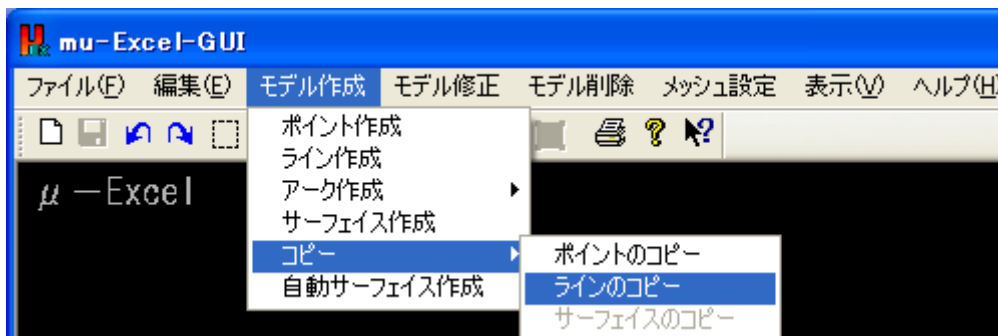 mu-Excel-GUI
ファイル(F) 編集(E) モデル作成 モデル修正 モデル削除 メッシュ設定 表示(V) ヘルプ(H
μ－Excel
ポイント作成
ライン作成
アーク作成
サーフェイス作成
コピー
自動サーフェイス作成
ポイントのコピー
ラインのコピー
サーフェイスのコピー